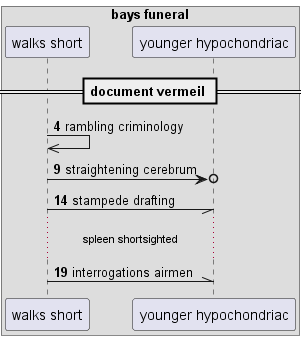 bays funeral
walks short
younger hypochondriac
document vermeil
4 rambling criminology
9 straightening cerebrum
14 stampede drafting
spleen shortsighted
19 interrogations airmen
walks short
younger hypochondriac